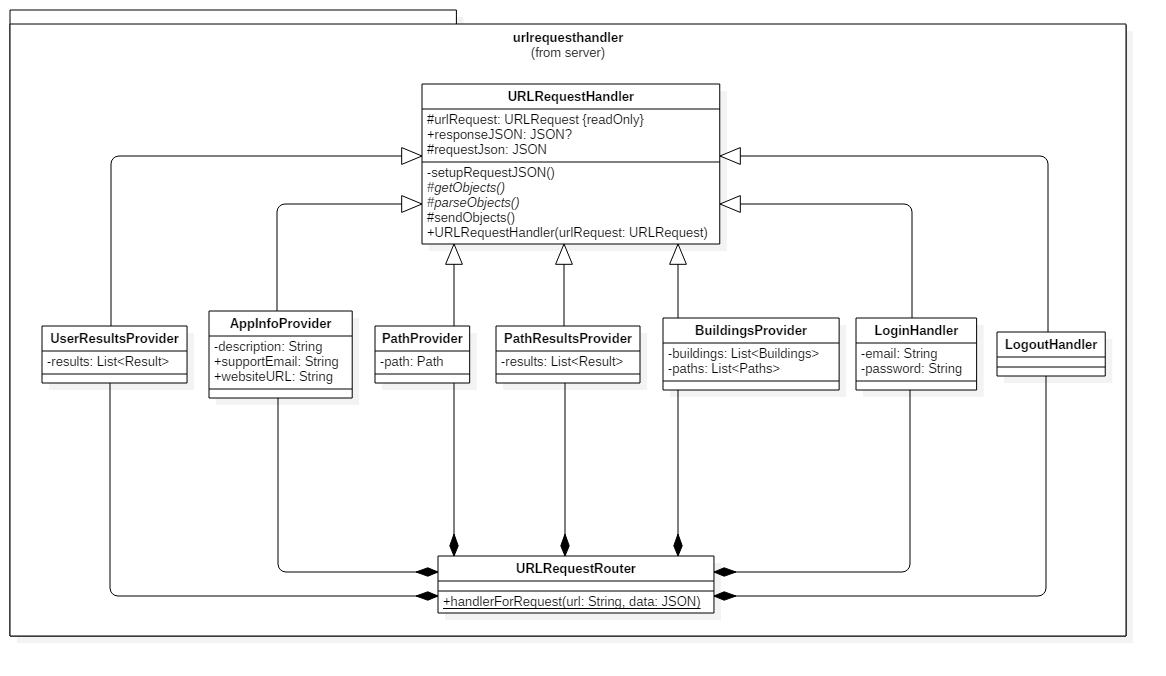 urlrequesthandler
(from server)
URLRequestHandler
#urlRequest: URLRequest {readOnly}
+responseJSON: JSON?
#requestJson: JSON
-setupRequestJSON()
#getObjects()
#parseObjects()
#sendObjects()
+URLRequestHandler(urlRequest: URLRequest)
UserResultsProvider
-results: List<Result>
AppInfoProvider
-description: String
+supportEmail: String
+websiteURL: String
PathProvider
-path: Path
PathResultsProvider
-results: List<Result>
BuildingsProvider
-buildings: List<Buildings>
-paths: List<Paths>
LoginHandler
-email: String
-password: String
LogoutHandler
URLRequestRouter
+handlerForRequest(url: String, data: JSON)